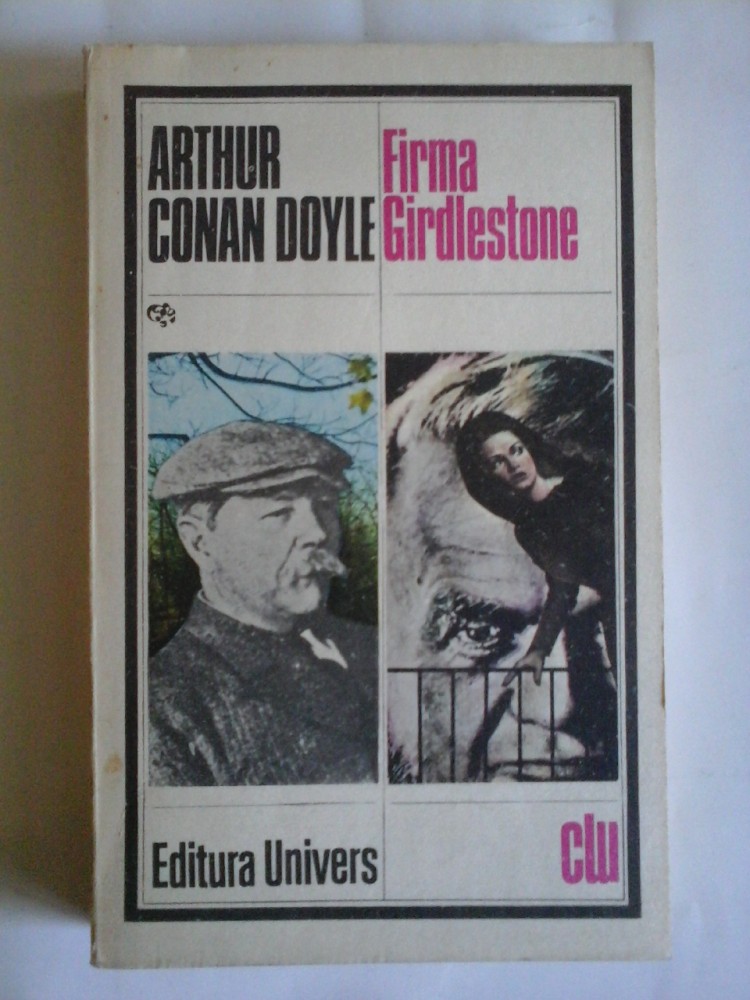 ARTHUR
CONAN DOYLE
Firma
Girdlestone
Editura Univers
clu